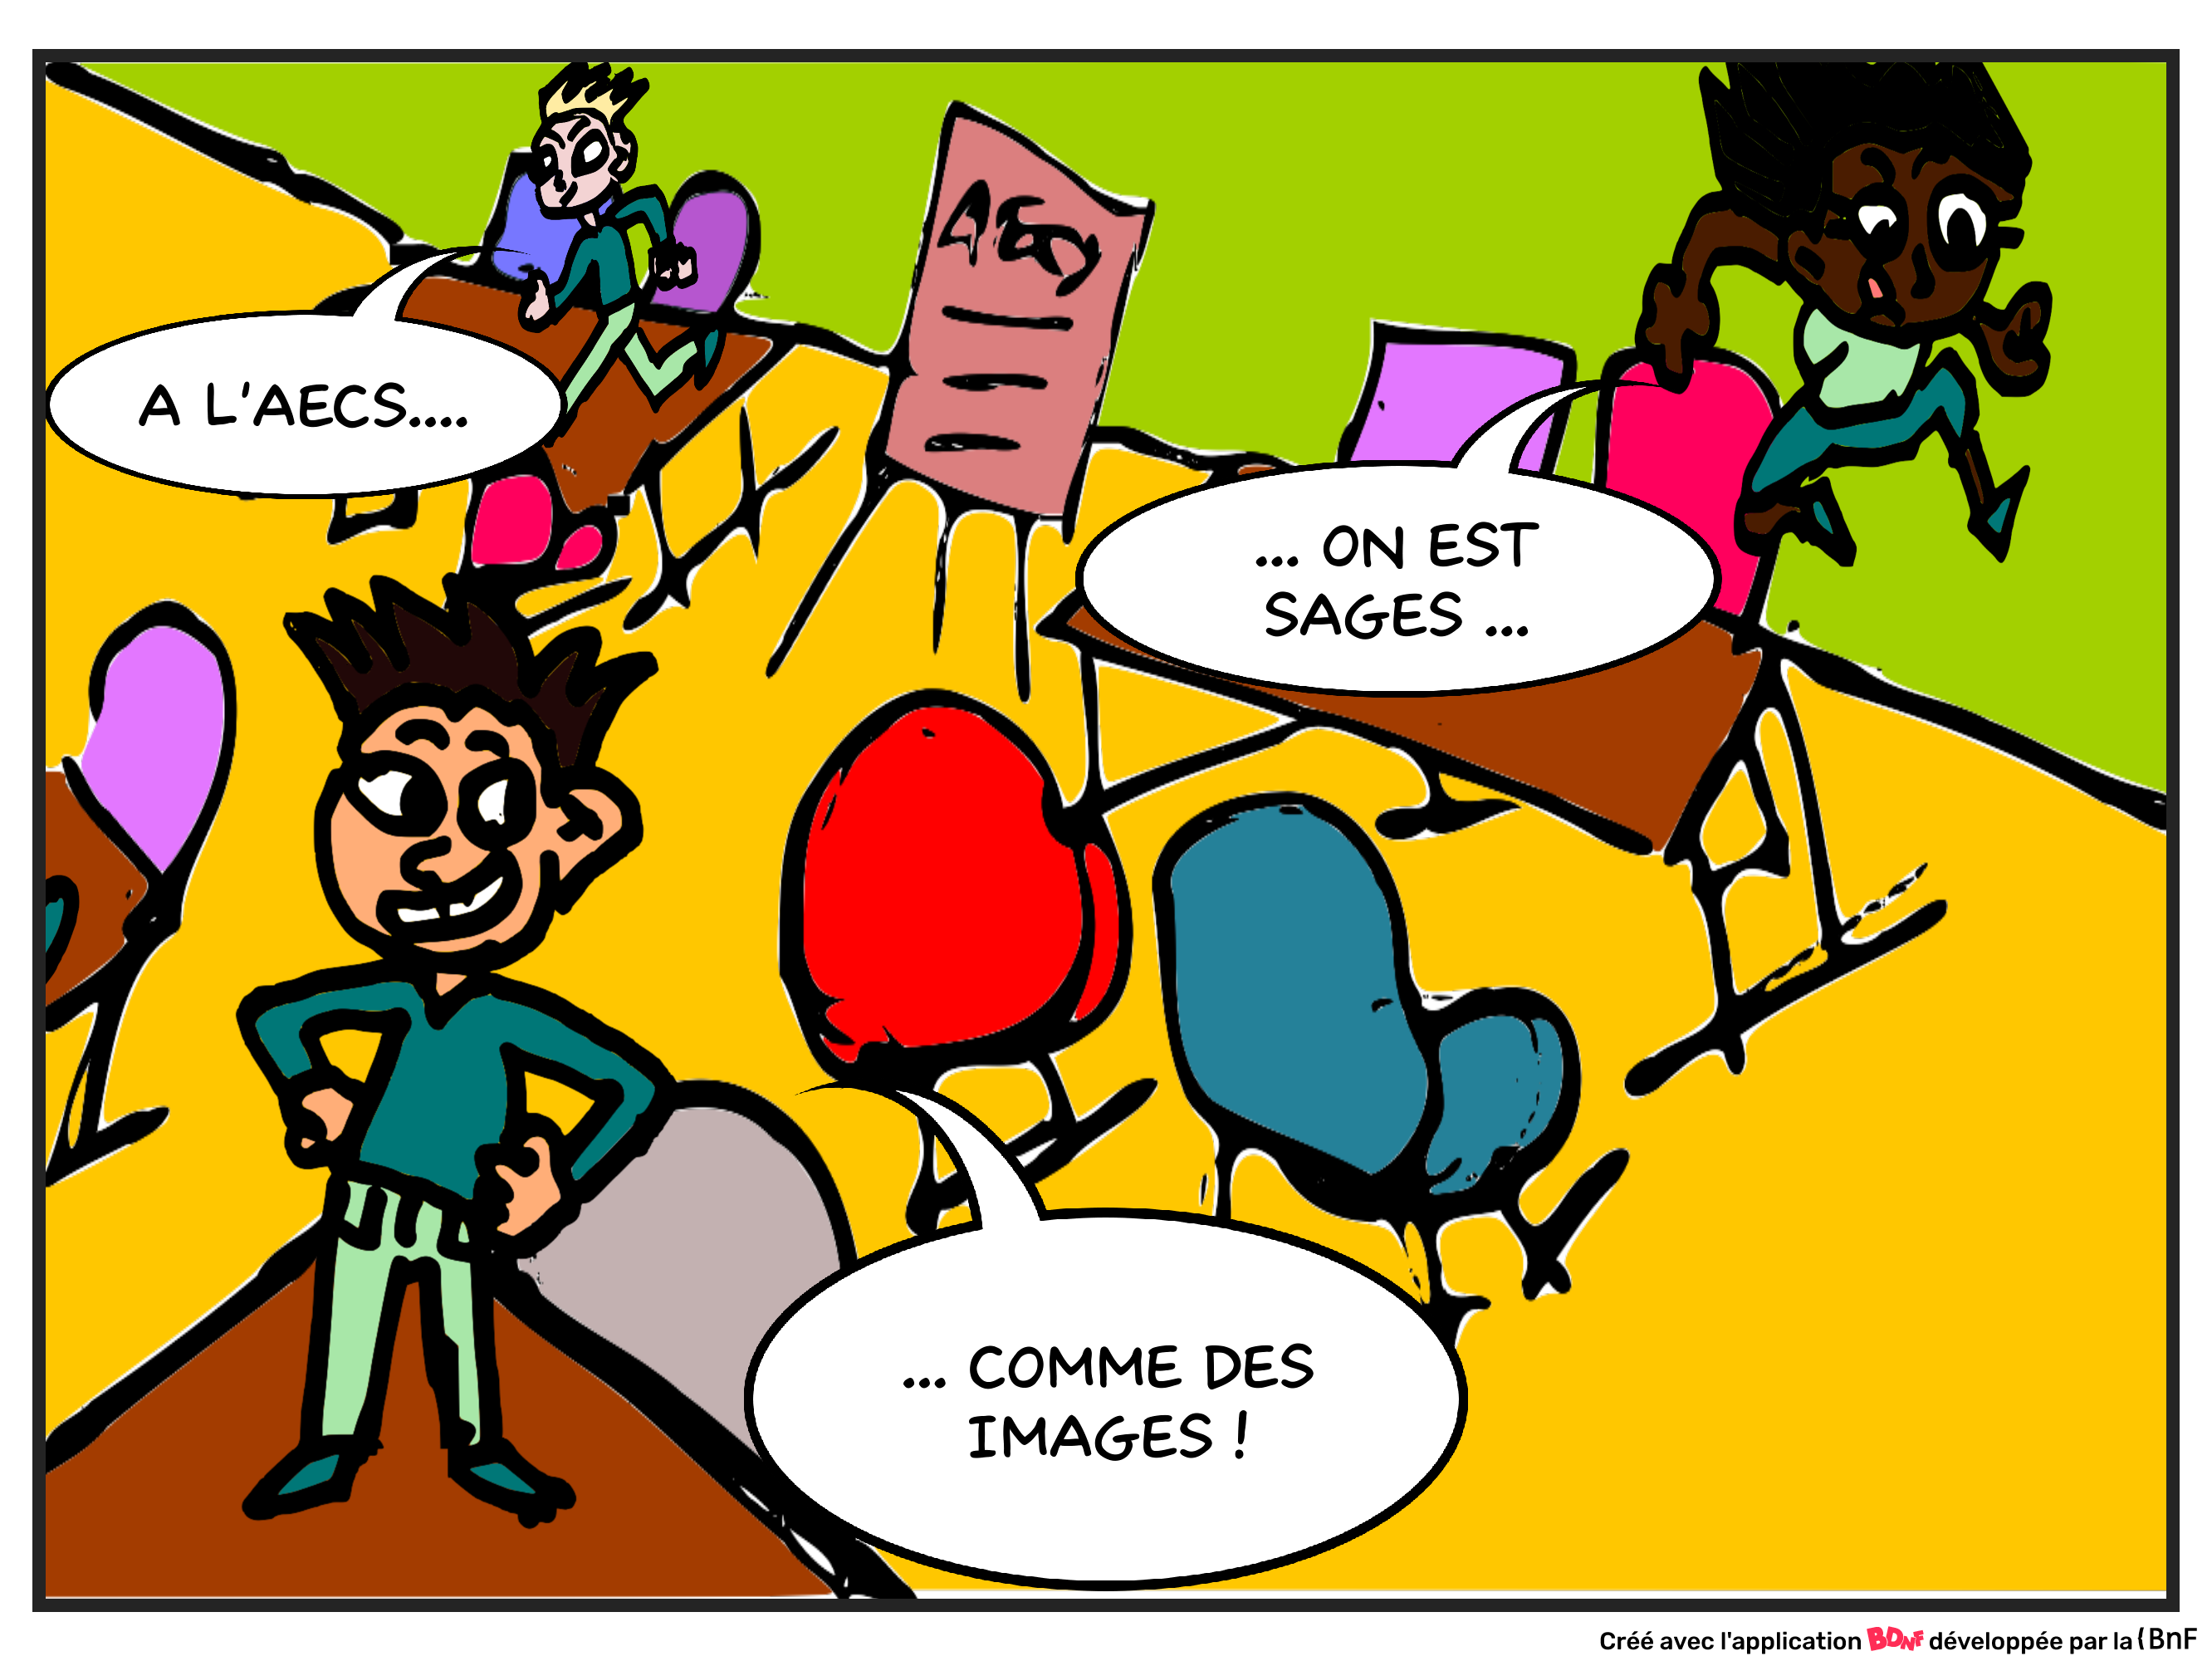 A L'AECS....
... ON EST
SAGES ...
... COMME DES
IMAGES !
Créé avec l'application BDNF développée par la BnF